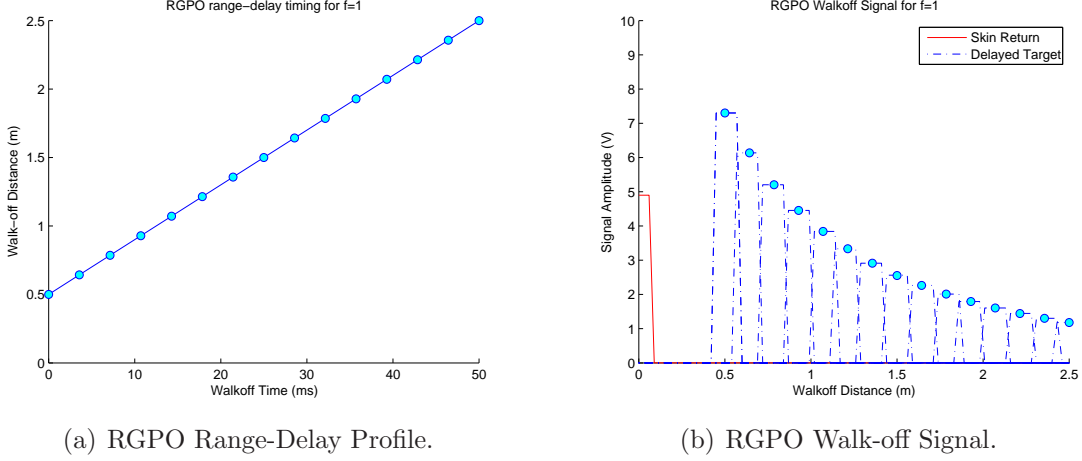 RGPO range-delay timing for f=1
Walk-off Distance (m)
2.5
2
1.5
1
0.5
0
0 10 20 30 40 50
Walkoff Time (ms)
(a) RGPO Range-Delay Profile.
RGPO Walkoff Signal for f=1
Skin Return
Delayed Target
Signal Amplitude (V)
10
9
8
7
6
5
4
3
2
1
0
0 0.5 1 1.5 2 2.5
Walkoff Distance (m)
(b) RGPO Walk-off Signal.